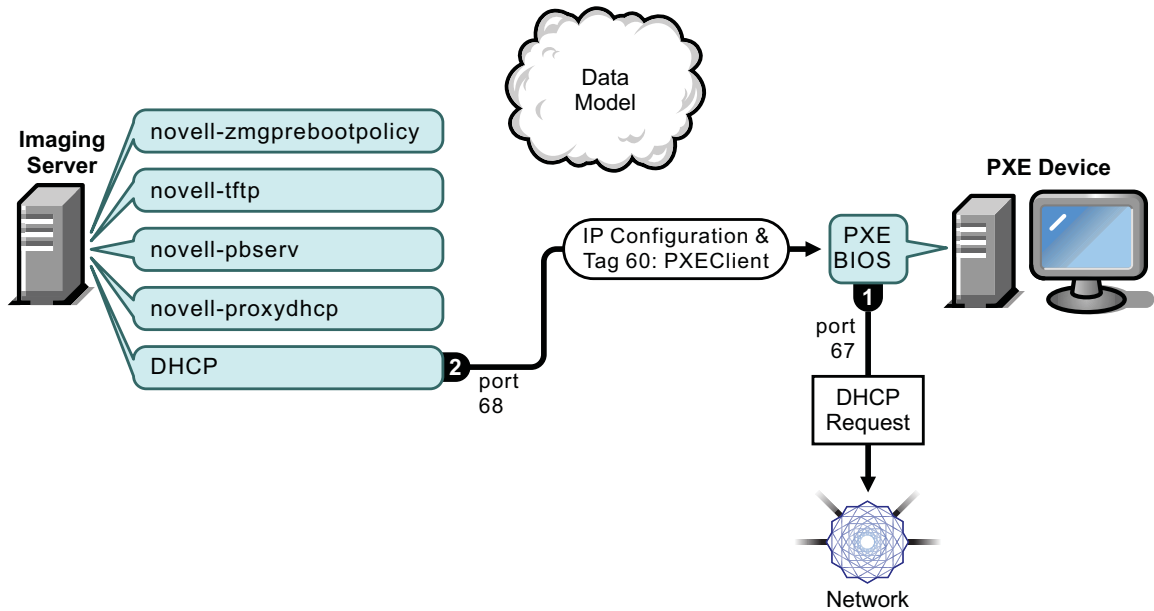 Data
Model
Imaging
Server
novell-zmgprebootpolicy
novell-tftp
novell-pbserv
novell-proxydhcp
DHCP
2
port
68
IP Configuration &
Tag 60: PXEClient
PXE
BIOS
PXE Device
1
port
67
DHCP
Request
Network